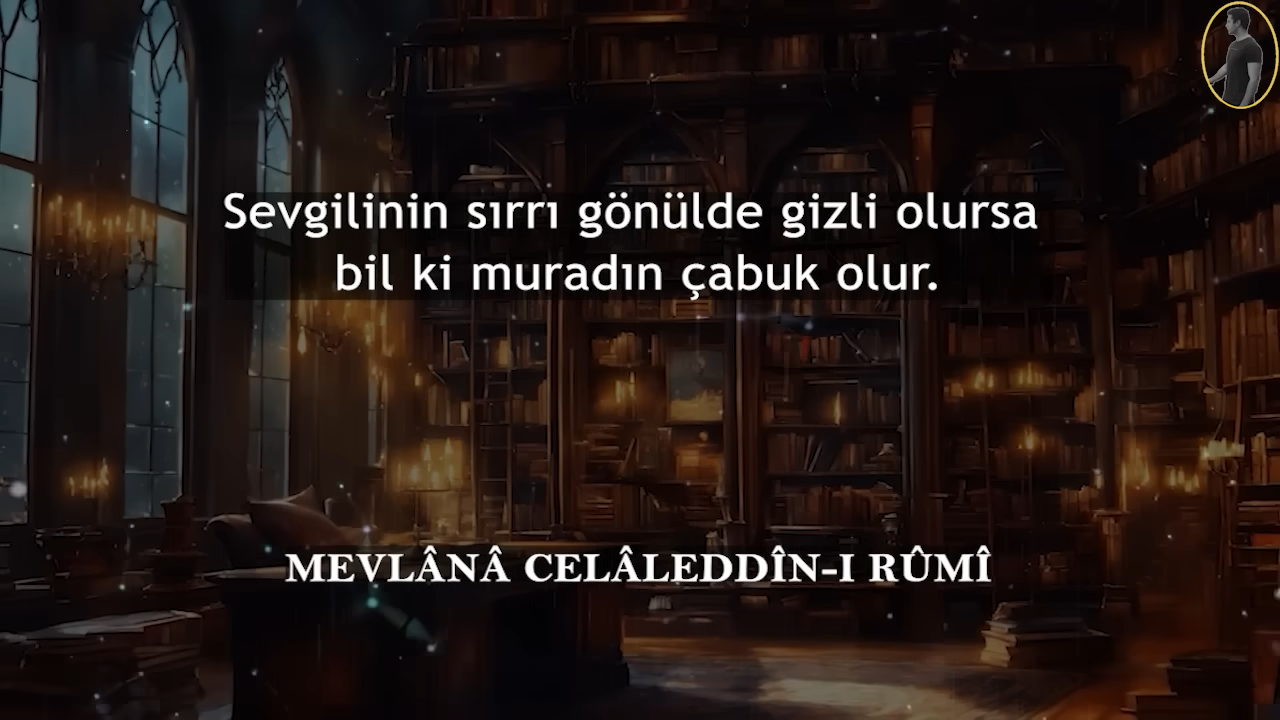 Sevgilinin sırrı gönülde gizli olursa
bil ki muradın çabuk olur.
MEVLÂNÂ CELÂLEDDÎN-I RÛMÎ